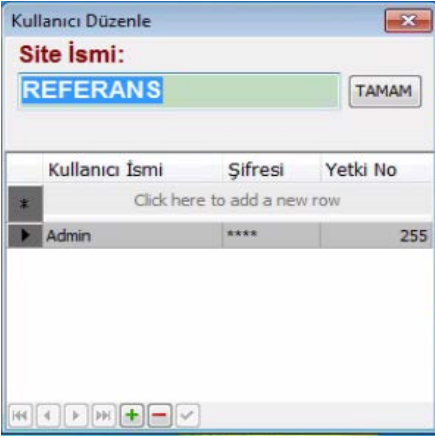 Kullanıcı Düzenle
Site İsmi:
REFERANS
TAMAM
Kullanıcı İsmi Şifresi Yetki No
* Click here to add a new row
Admin **** 255